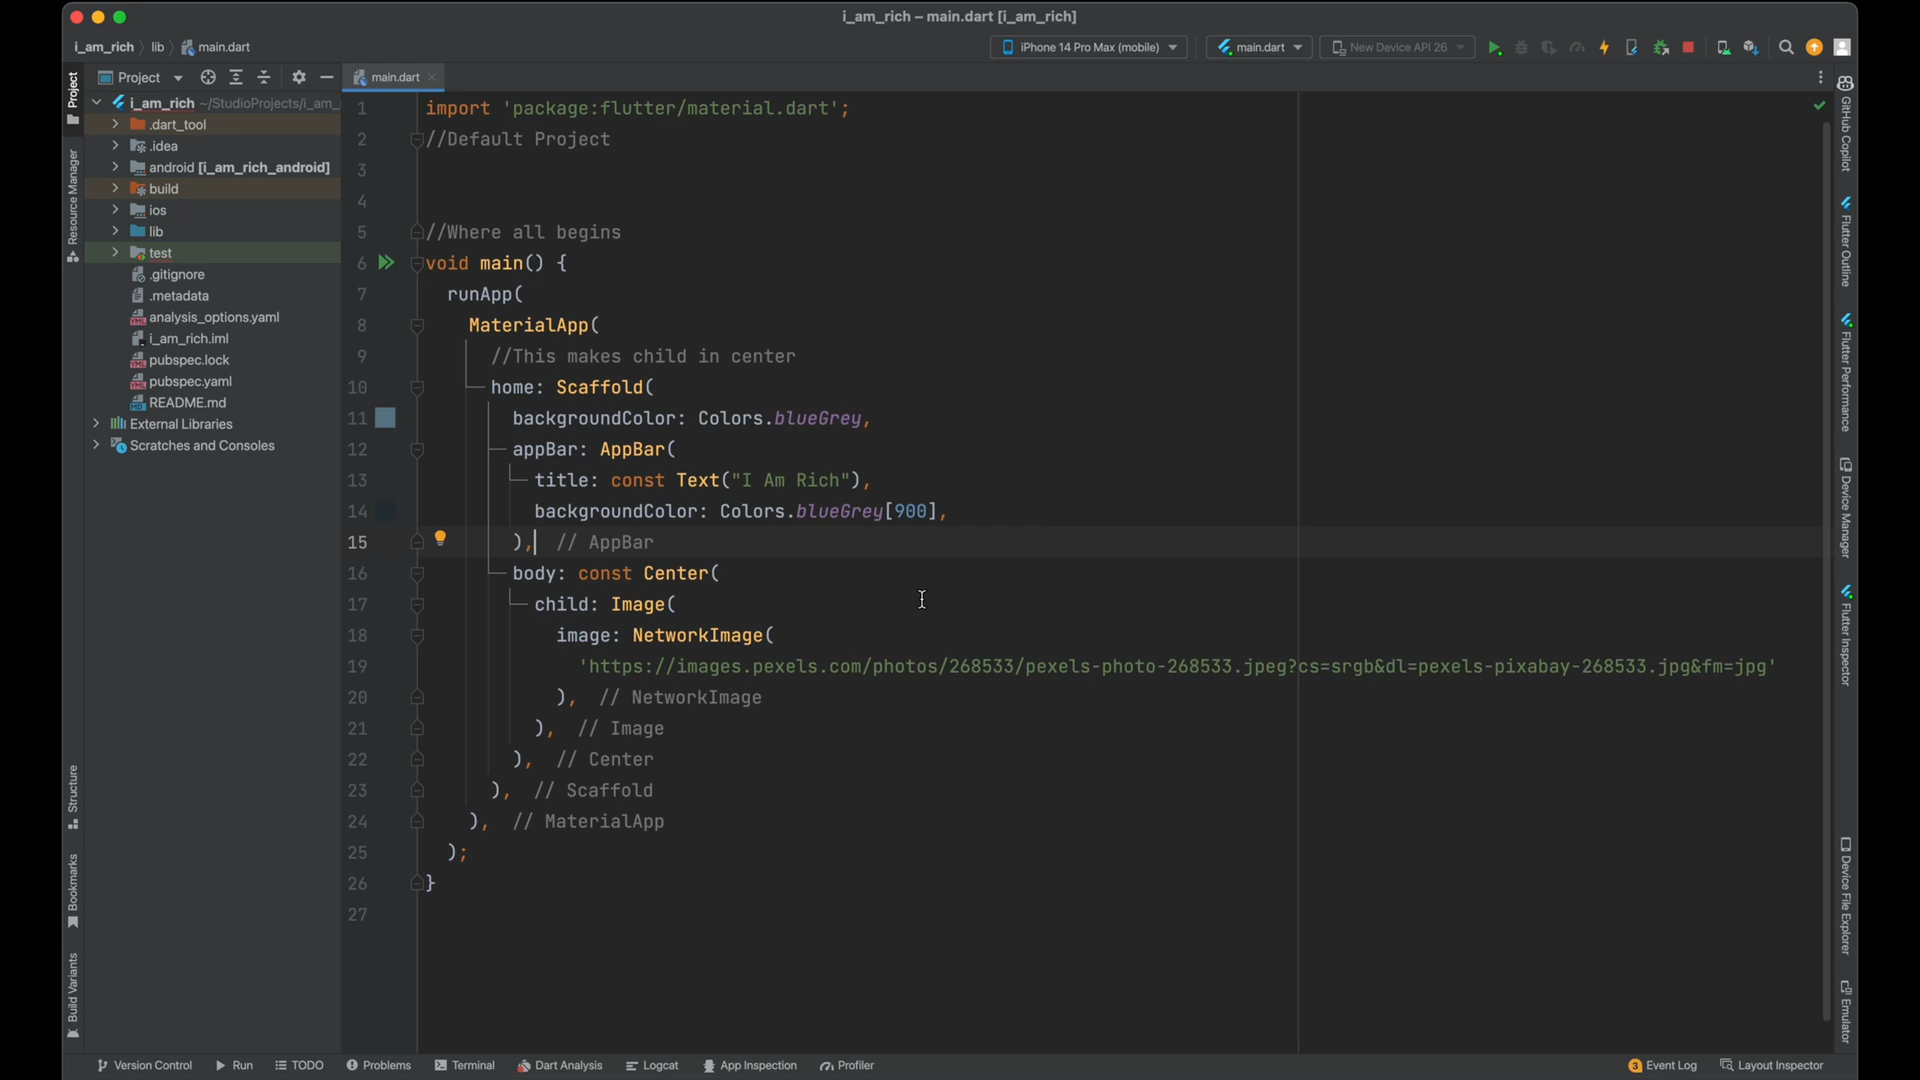 i_am_rich – main.dart [i_am_rich]
i_am_rich lib main.dart
iPhone 14 Pro Max (mobile) main.dart New Device API 26
Project
main.dart
i_am_rich ~/StudioProjects/i_am_
.dart_tool
.idea
android [i_am_rich_android]
build
ios
lib
test
.gitignore
.metadata
analysis_options.yaml
i_am_rich.iml
pubspec.lock
pubspec.yaml
README.md
External Libraries
Scratches and Consoles
Project
Resource Manager
Structure
Bookmarks
Build Variants
1 import 'package:flutter/material.dart';
2 //Default Project
3
4
5 //Where all begins
6 void main() {
7 runApp(
8 MaterialApp(
9 //This makes child in center
10 home: Scaffold(
11 backgroundColor: Colors.blueGrey,
12 appBar: AppBar(
13 title: const Text("I Am Rich"),
14 backgroundColor: Colors.blueGrey[900],
15 ), // AppBar
16 body: const Center(
17 child: Image(
18 image: NetworkImage(
19 'https://images.pexels.com/photos/268533/pexels-photo-268533.jpeg?cs=srgb&dl=pexels-pixabay-268533.jpg&fm=jpg'
20 ), // NetworkImage
21 ), // Image
22 ), // Center
23 ), // Scaffold
24 ), // MaterialApp
25 );
26 }
27
GitHub Copilot
Flutter Outline
Flutter Performance
Device Manager
Flutter Inspector
Device File Explorer
Emulator
Version Control Run TODO Problems Terminal Dart Analysis Logcat App Inspection Profiler 3 Event Log Layout Inspector